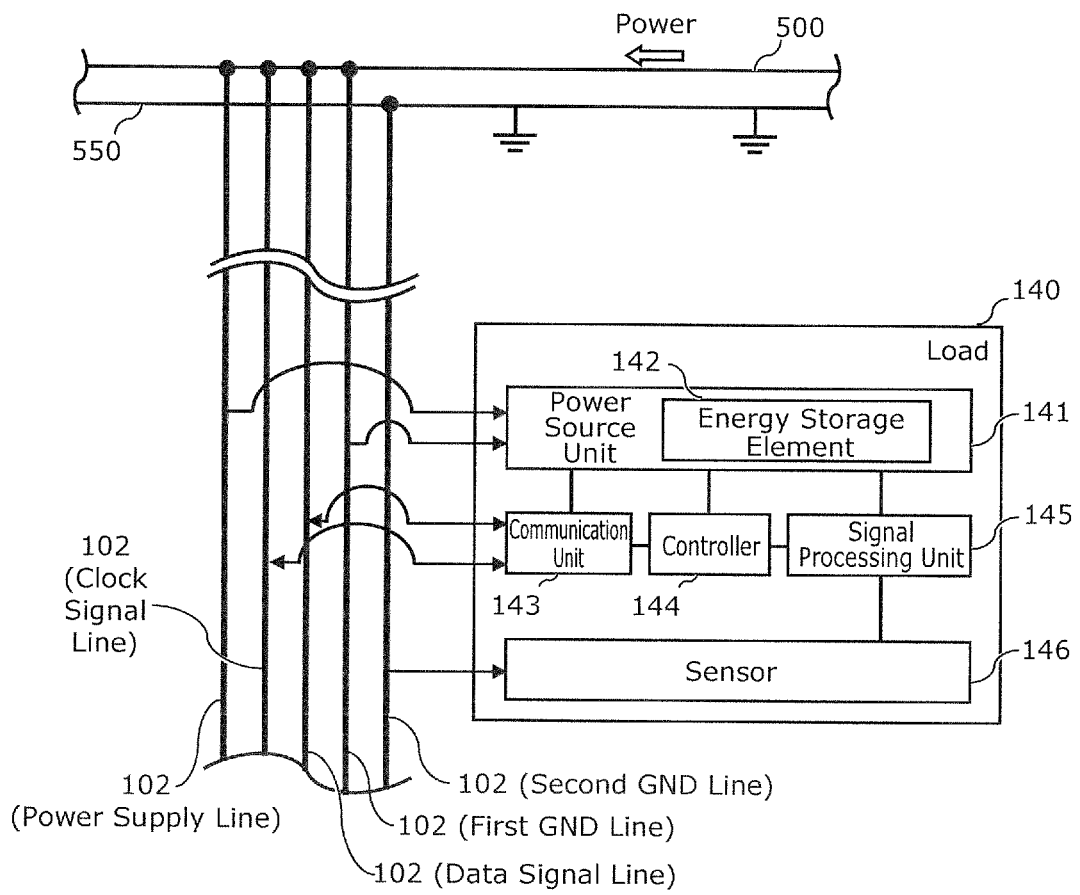 Power
500
550
140
Load
142
Power
Source
Unit
Energy Storage
Element
141
Communication
Unit
Controller
Signal
Processing Unit
145
143
144
102
(Clock
Signal
Line)
Sensor
146
102
(Power Supply Line)
102 (Second GND Line)
102 (First GND Line)
102 (Data Signal Line)